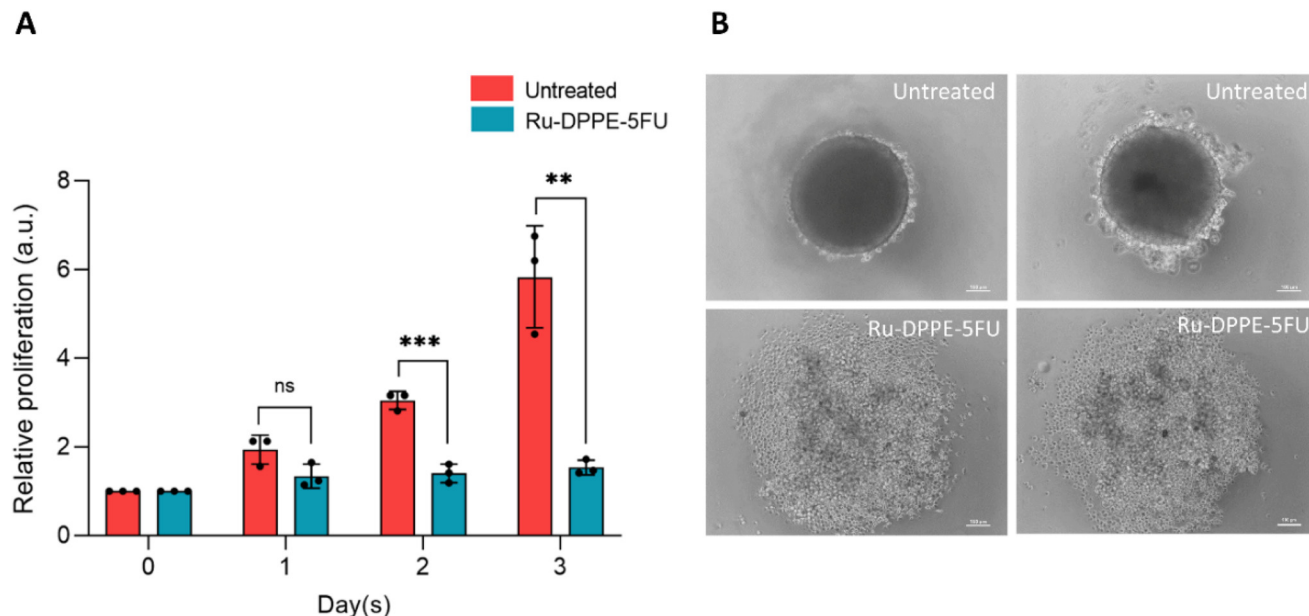 A
B
Untreated
Ru-DPPE-5FU
Relative proliferation (a.u.)
8
6
4
2
0
ns
***
**
0
1
2
3
Day(s)
Untreated
Untreated
Ru-DPPE-5FU
Ru-DPPE-5FU